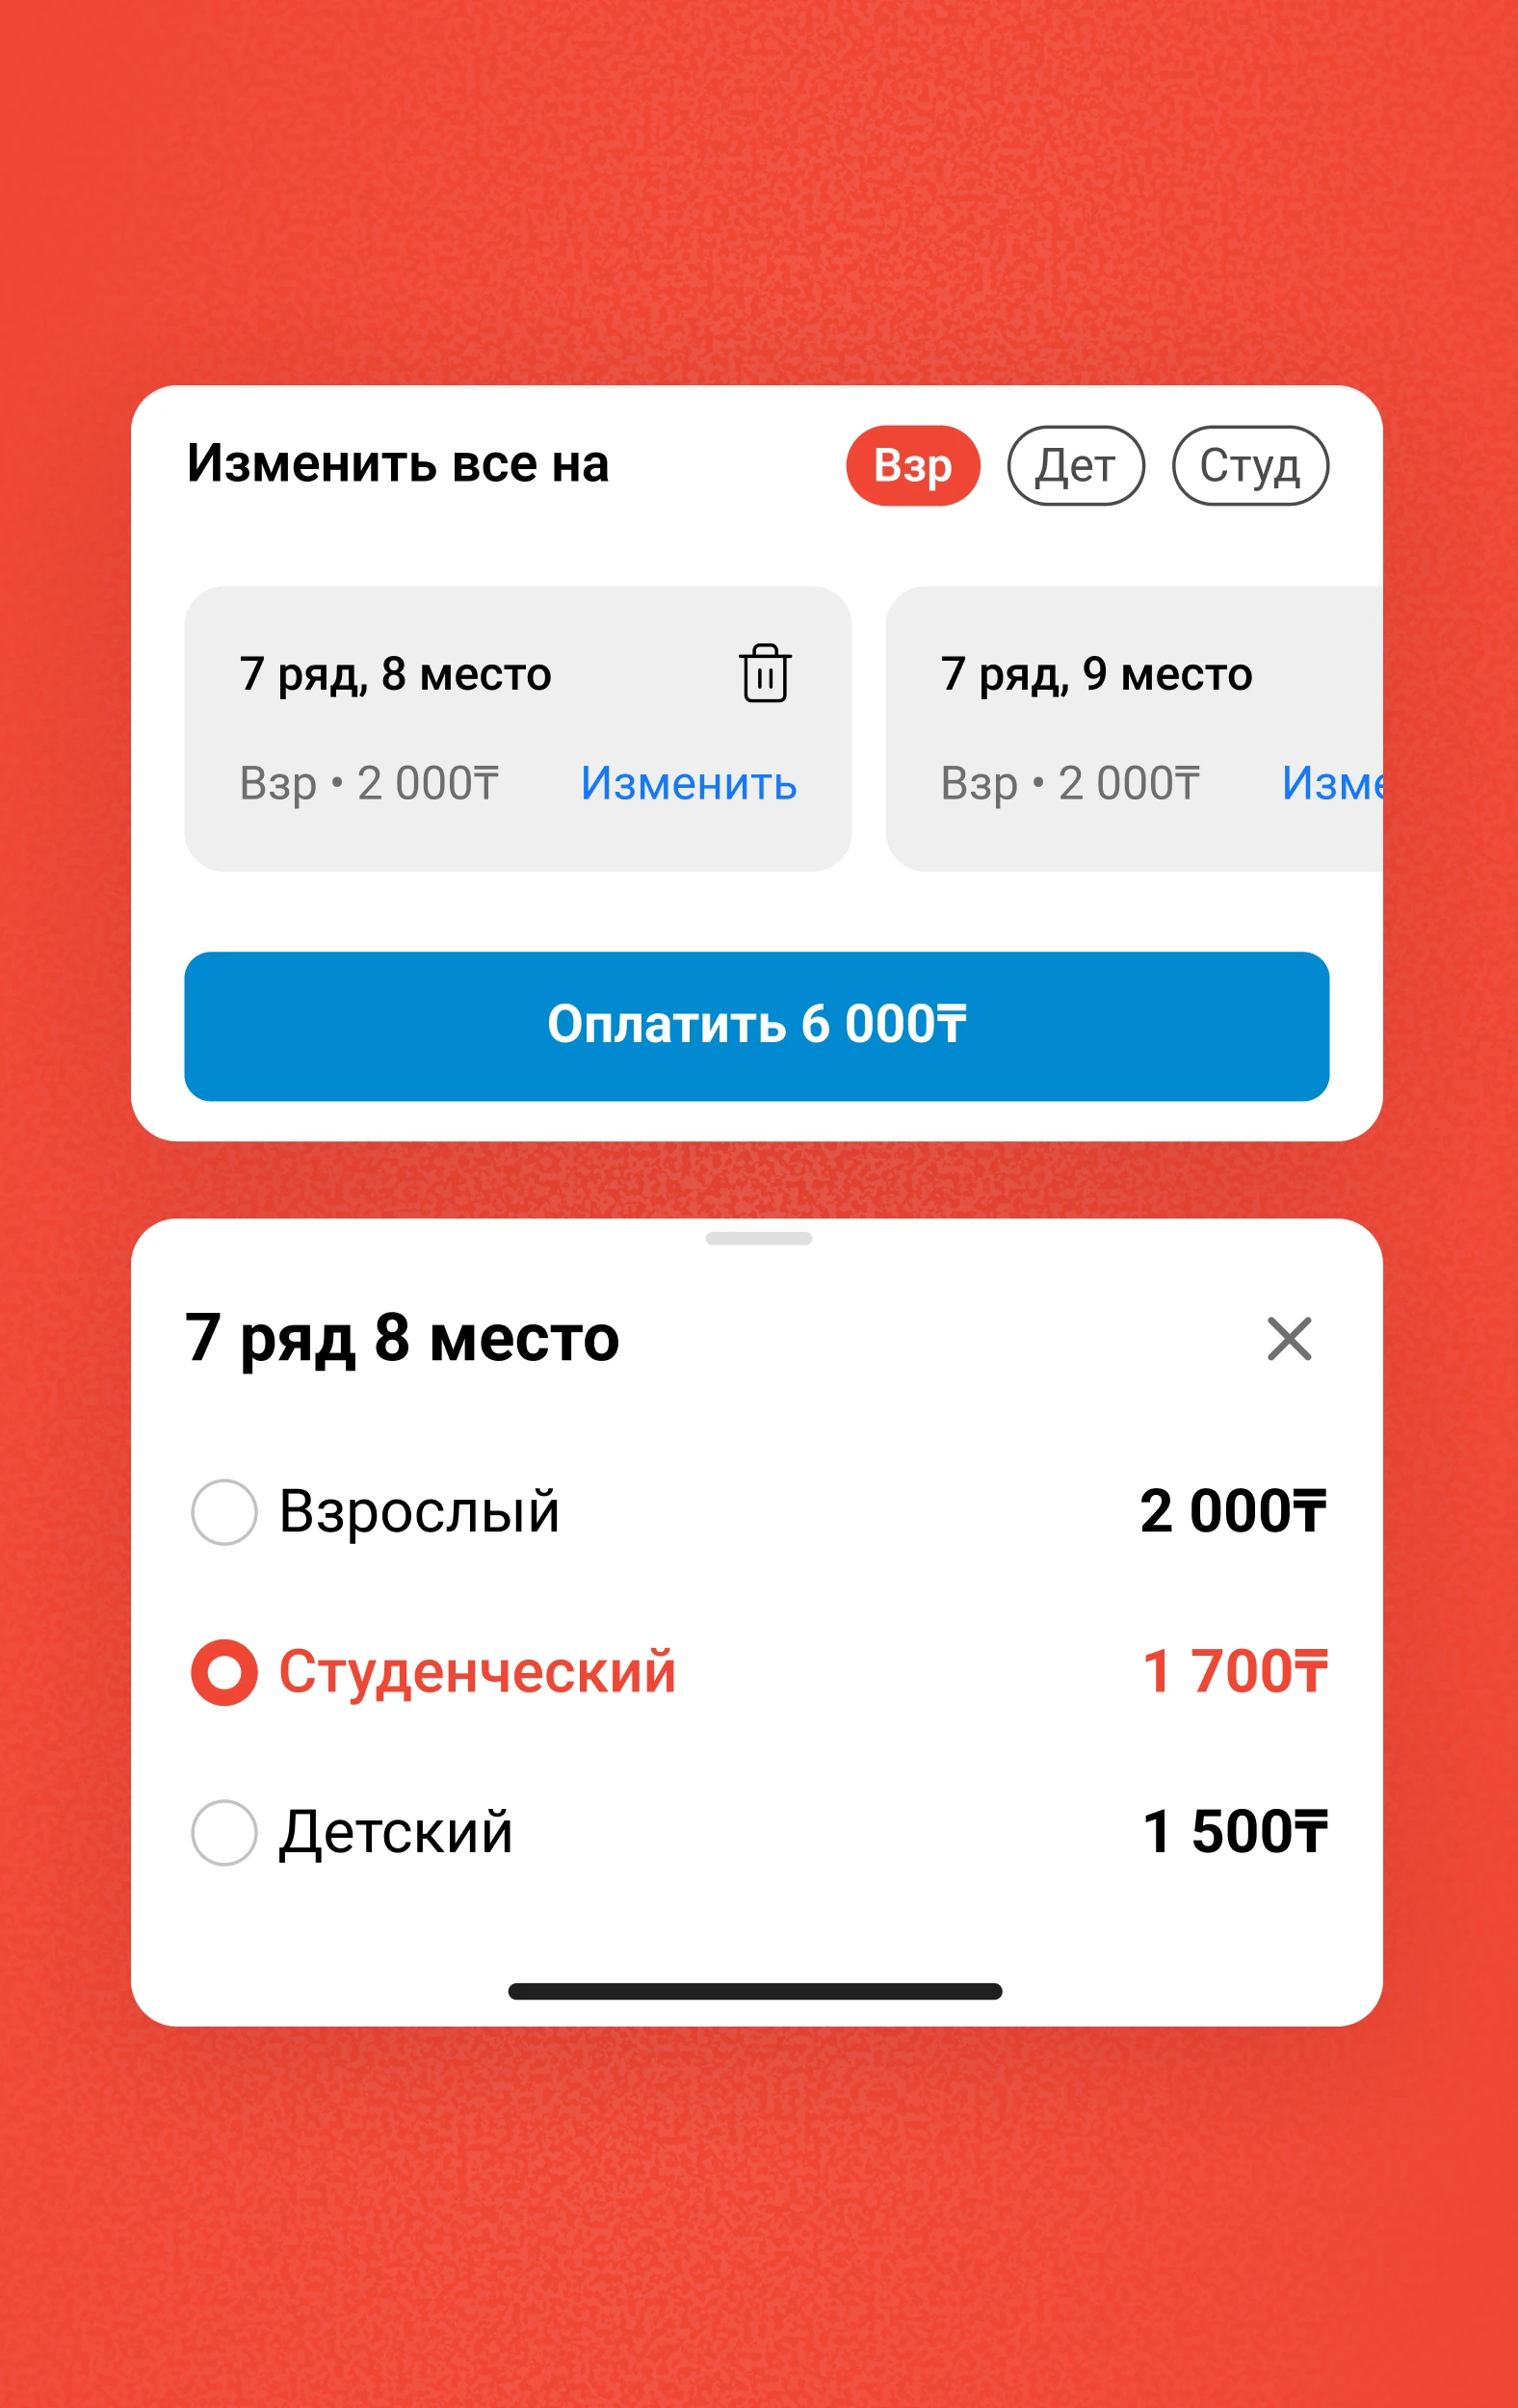 Изменить все на Взр Дет Студ
7 ряд, 8 место 7 ряд, 9 место
Взр • 2 000₸ Изменить Взр • 2 000₸
Оплатить 6 000₸
7 ряд 8 место
Взрослый 2 000₸
Студенческий 1 700₸
Детский 1 500₸